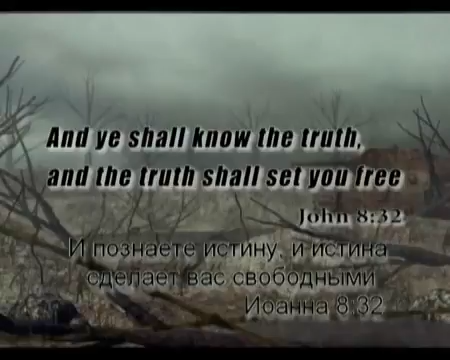 And ye shall know the truth,
and the truth shall set you free
John 8:32
И познаете истину, и истина
сделает вас свободными
Иоанна 8:32